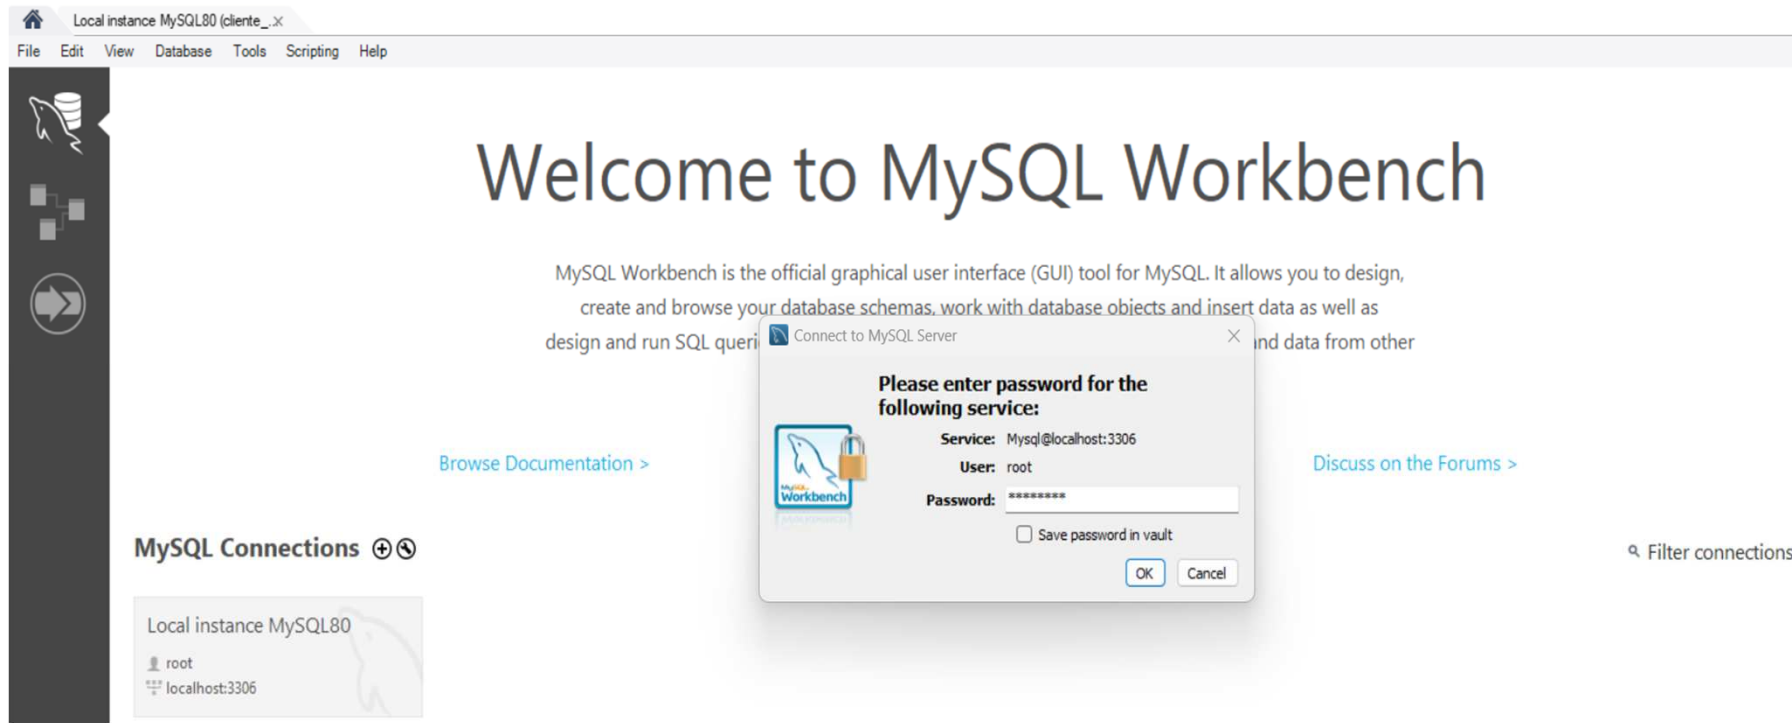 Local instance MySQL80 (cliente_...
File Edit View Database Tools Scripting Help
Welcome to MySQL Workbench
MySQL Workbench is the official graphical user interface (GUI) tool for MySQL. It allows you to design,
create and browse your database schemas, work with database objects and insert data as well as
design and run SQL queri
and data from other
Connect to MySQL Server
Please enter password for the
following service:
Service: Mysql@localhost:3306
User: root
Password: ********
MySQL
Workbench
Save password in vault
OK Cancel
Browse Documentation >
Discuss on the Forums >
MySQL Connections
Filter connections
Local instance MySQL80
root
localhost:3306